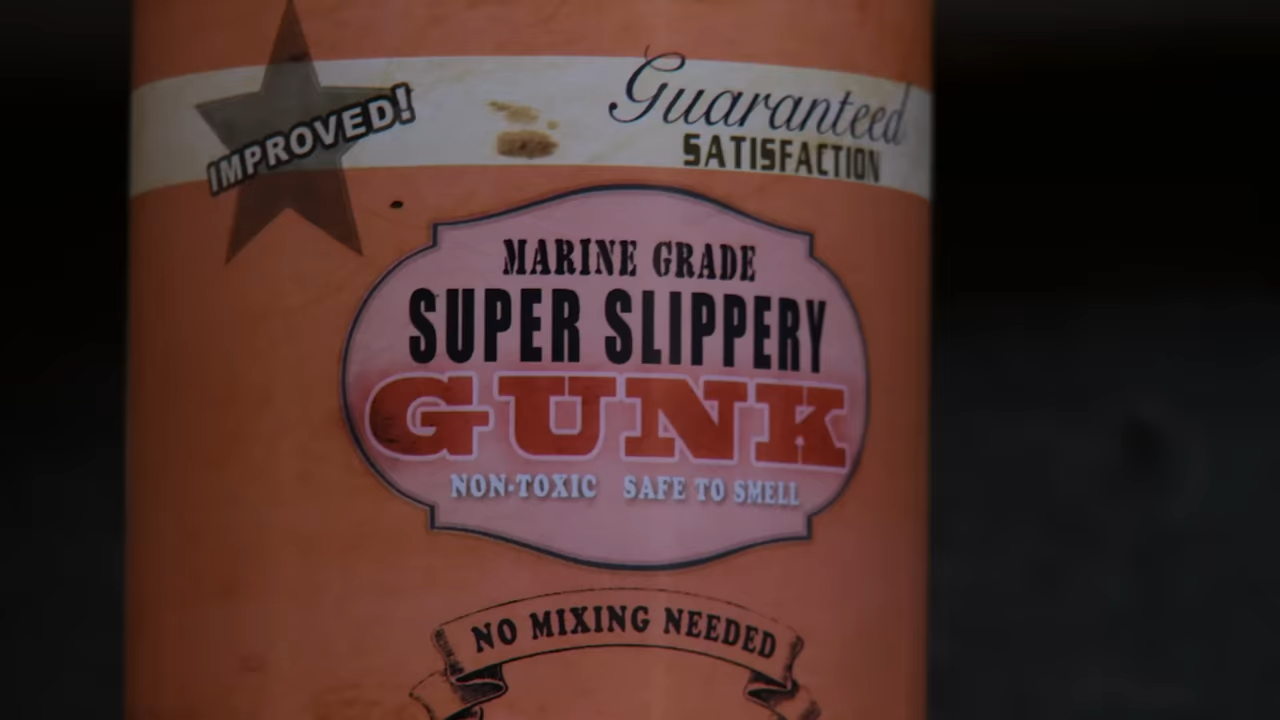 IMPROVED!
Guaranteed
SATISFACTION
MARINE GRADE
SUPER SLIPPERY
GUNK
NON-TOXIC SAFE TO SMELL
NO MIXING NEEDED